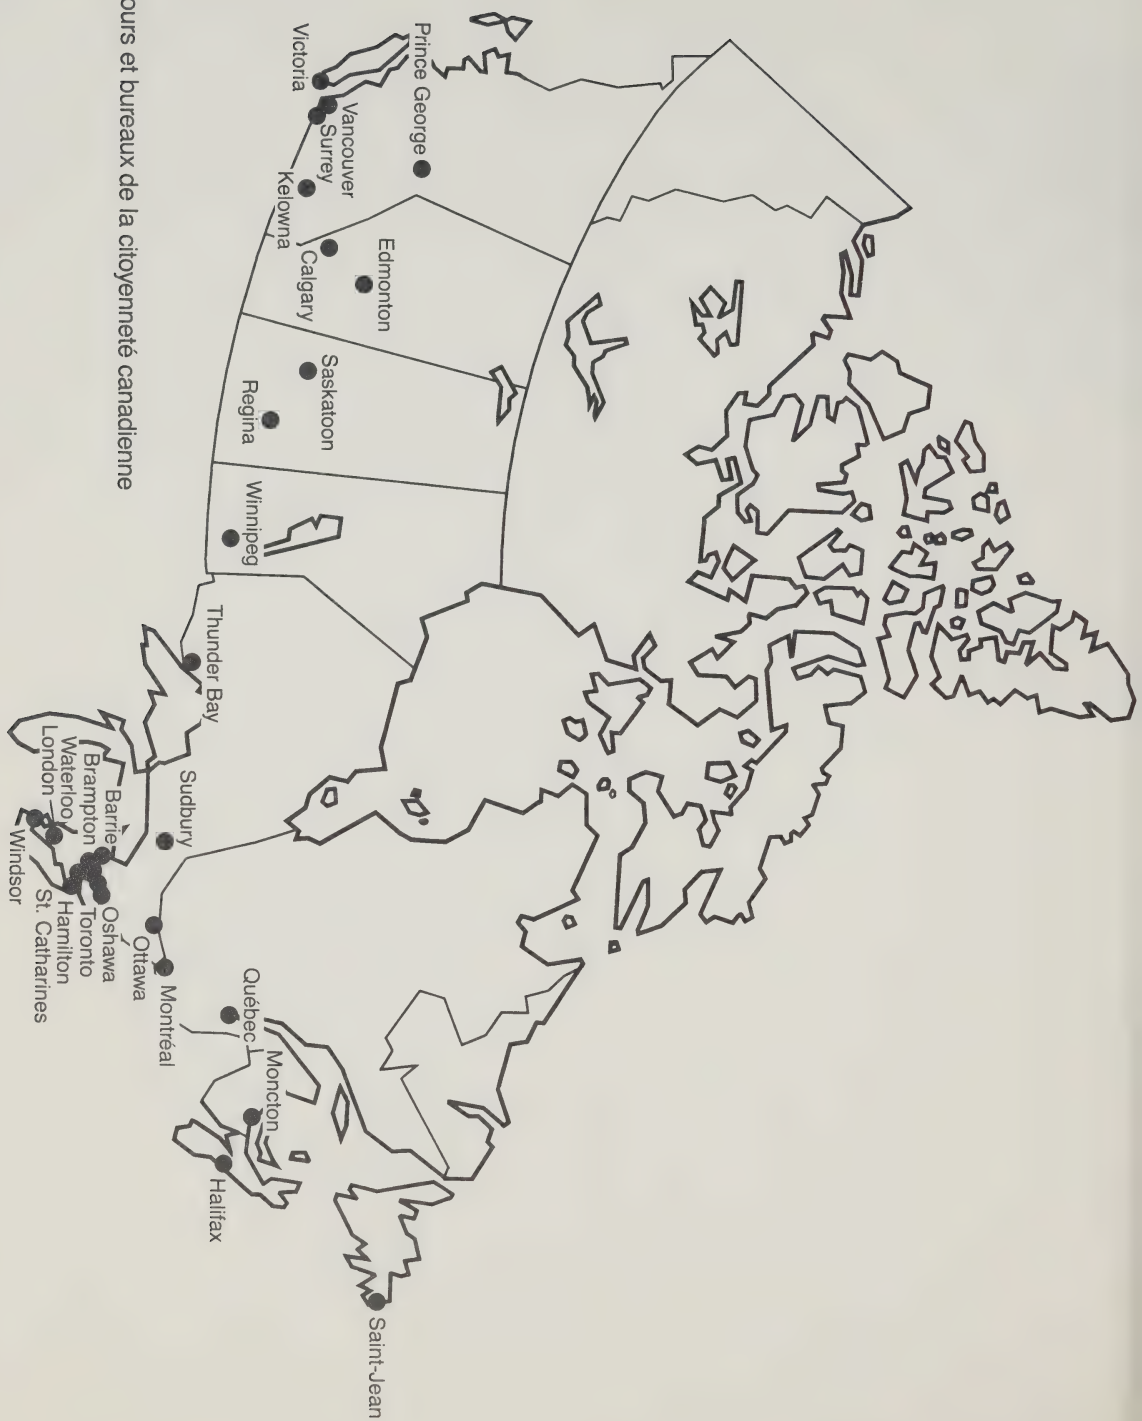 Prince George
Edmonton
Saint-Jean
Vancouver
Saskatoon
Surrey
Calgary
Victoria
Kelowna
Moncton
Winnipeg
Québec
Regina
Halifax
Thunder Bay
Sudbury
Montréal
Ottawa
Barrie
Oshawa
Brampton
Toronto
Waterloo
Hamilton
London
St. Catharines
Windsor
ours et bureaux de la citoyenneté canadienne